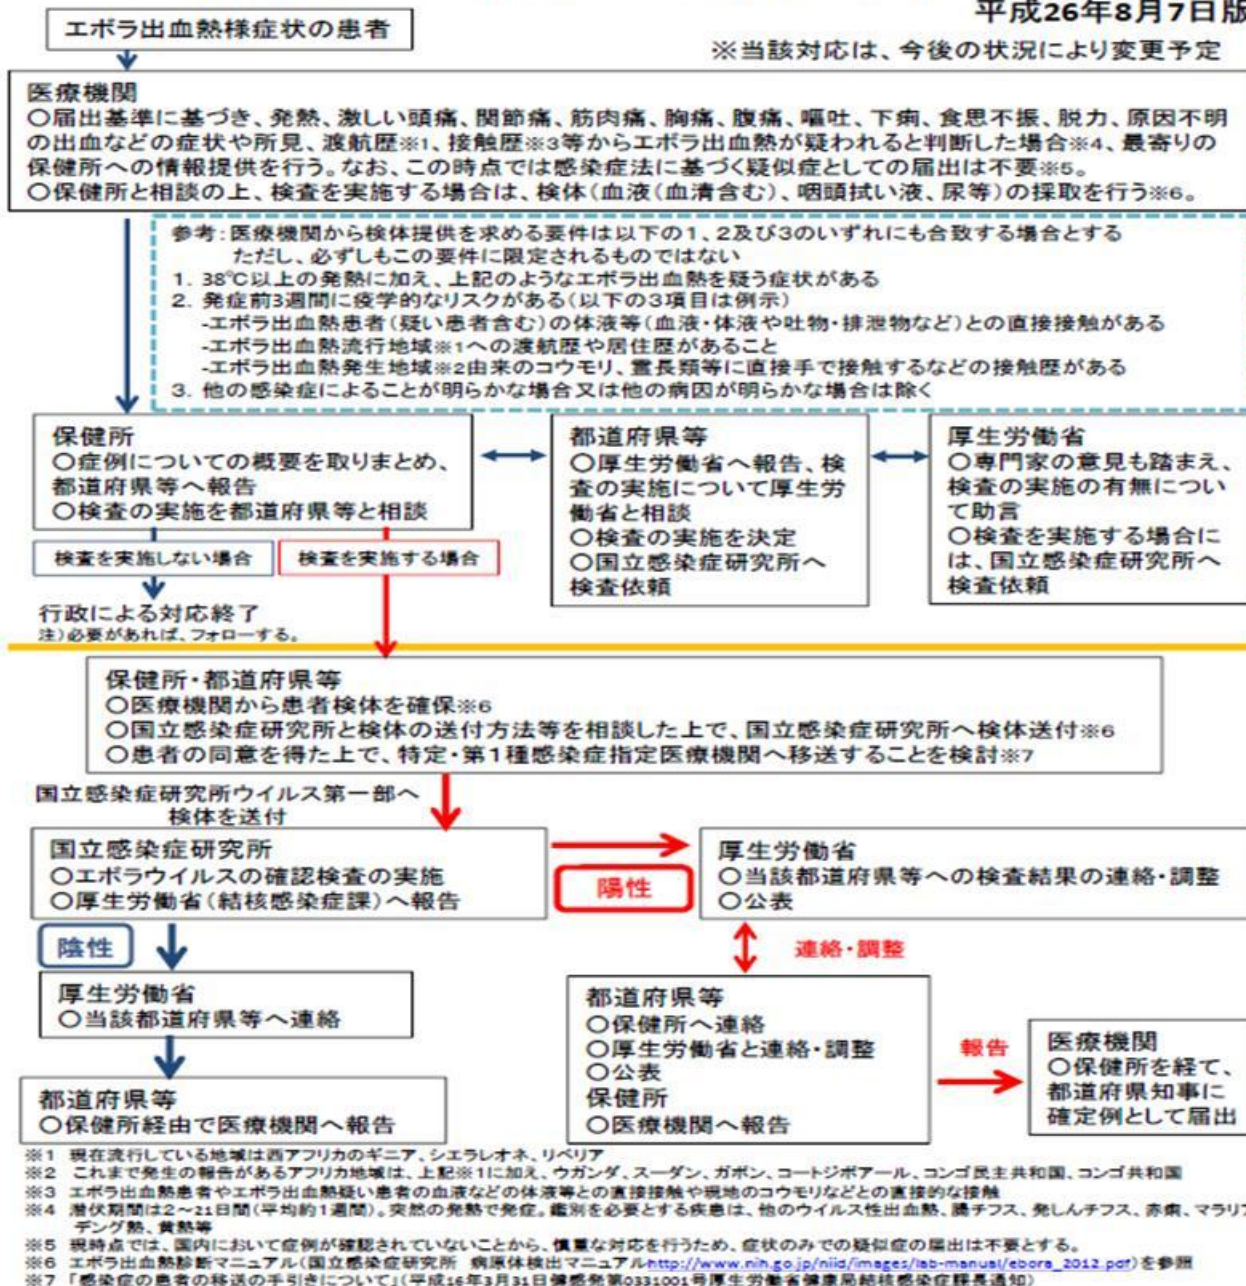 平成26年8月7日版
エボラ出血熱様症状の患者
※当該対応は、今後の状況により変更予定
医療機関
○届出基準に基づき、発熱、激しい頭痛、関節痛、筋肉痛、胸痛、腹痛、嘔吐、下痢、食思不振、脱力、原因不明
の出血などの症状や所見、渡航歴※1、接触歴※3等からエボラ出血熱が疑われると判断した場合※4、最寄りの
保健所への情報提供を行う。なお、この時点では感染症法に基づく疑似症としての届出は不要※5。
○保健所と相談の上、検査を実施する場合は、検体(血液(血清含む)、咽頭拭い液、尿等)の採取を行う※6。
参考:医療機関から検体提供を求める要件は以下の1、2及び3のいずれにも合致する場合とする
ただし、必ずしもこの要件に限定されるものではない
1. 38℃以上の発熱に加え、上記のようなエボラ出血熱を疑う症状がある
2. 発症前3週間に疫学的なリスクがある(以下の3項目は例示)
-エボラ出血熱患者(疑い患者含む)の体液等(血液・体液や吐物・排泄物など)との直接接触がある
-エボラ出血熱流行地域※1への渡航歴や居住歴があること
-エボラ出血熱発生地域※2由来のコウモリ、霊長類等に直接手で接触するなどの接触歴がある
3. 他の感染症によることが明らかな場合又は他の病因が明らかな場合は除く
保健所
○症例についての概要を取りまとめ、
都道府県等へ報告
○検査の実施を都道府県等と相談
都道府県等
○厚生労働省へ報告、検
査の実施について厚生労
働省と相談
○検査の実施を決定
○国立感染症研究所へ
検査依頼
厚生労働省
○専門家の意見も踏まえ、
検査の実施の有無につい
て助言
○検査を実施する場合に
は、国立感染症研究所へ
検査依頼
検査を実施しない場合
検査を実施する場合
行政による対応終了
注)必要があれば、フォローする。
保健所・都道府県等
○医療機関から患者検体を確保※6
○国立感染症研究所と検体の送付方法等を相談した上で、国立感染症研究所へ検体送付※6
○患者の同意を得た上で、特定・第1種感染症指定医療機関へ移送することを検討※7
国立感染症研究所ウイルス第一部へ
検体を送付
国立感染症研究所
○エボラウイルスの確認検査の実施
○厚生労働省(結核感染症課)へ報告
陽性
厚生労働省
○当該都道府県等への検査結果の連絡・調整
○公表
陰性
連絡・調整
厚生労働省
○当該都道府県等へ連絡
都道府県等
○保健所へ連絡
○厚生労働省と連絡・調整
○公表
保健所
○医療機関へ報告
報告
医療機関
○保健所を経て、
都道府県知事に
確定例として届出
都道府県等
○保健所経由で医療機関へ報告
※1 現在流行している地域は西アフリカのギニア、シエラレオネ、リベリア
※2 これまで発生の報告があるアフリカ地域は、上記※1に加え、ウガンダ、スーダン、ガボン、コートジボアール、コンゴ民主共和国、コンゴ共和国
※3 エボラ出血熱患者やエボラ出血熱疑い患者の血液などの体液等との直接接触や現地のコウモリなどとの直接的な接触
※4 潜伏期間は2～21日間(平均約1週間)。突然の発熱で発症。鑑別を必要とする疾患は、他のウイルス性出血熱、腸チフス、発しんチフス、赤痢、マラリア
デング熱、黄熱等
※5 現時点では、国内において症例が確認されていないことから、慎重な対応を行うため、症状のみでの疑似症の届出は不要とする。
※6 エボラ出血熱診断マニュアル(国立感染症研究所 病原体検出マニュアルhttp://www.nih.go.jp/niid/images/lab-manual/ebora_2012.pdf)を参照
※7 「感染症の患者の移送の手引きについて」(平成16年3月31日健感発第0331001号厚生労働省健康局結核感染症課長通知)